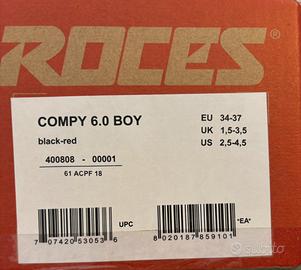 ROCES
COMPY 6.0 BOY
black-red
400808 - 00001
61 ACPF 18
EU 34-37
UK 1,5-3,5
US 2,5-4,5
UPC
*EA*
7 07420 53053 6
8 020187 859101
subito